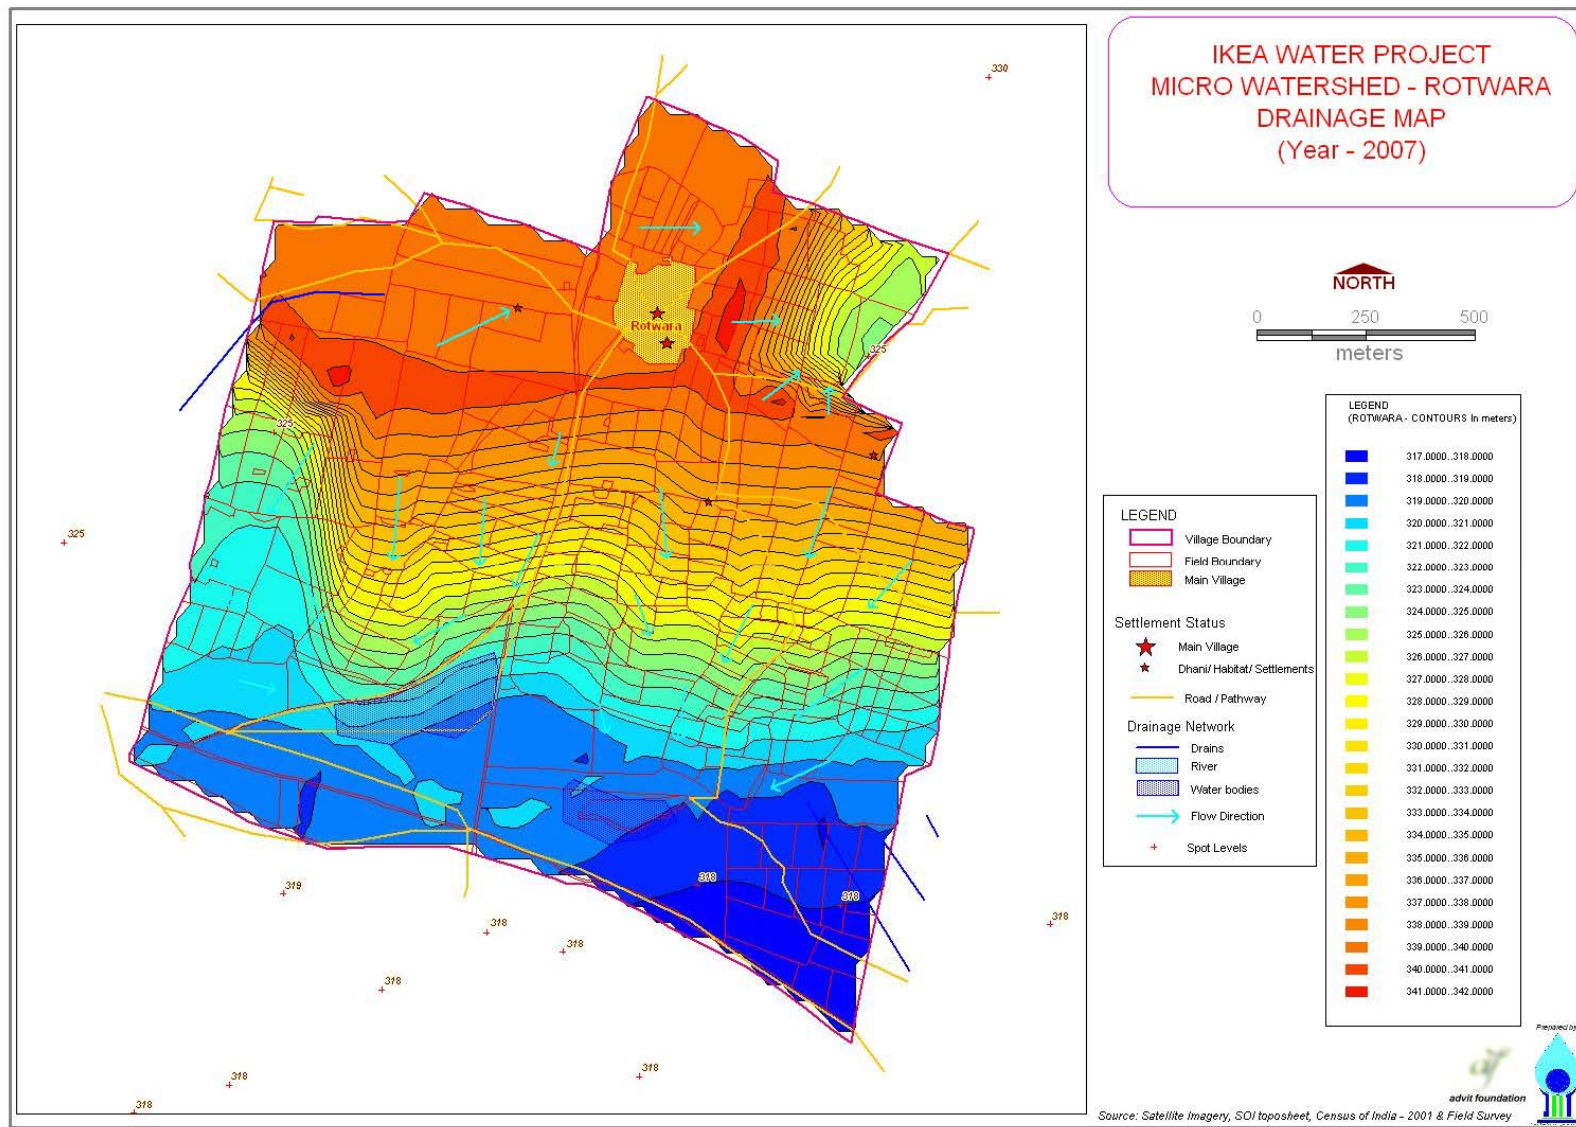 IKEA WATER PROJECT
MICRO WATERSHED - ROTWARA
DRAINAGE MAP
(Year - 2007)
330
NORTH
0 250 500
meters
Rotwara
325
325
325
LEGEND
(ROTWARA - CONTOURS In meters)
317.0000..318.0000
318.0000..319.0000
319.0000..320.0000
320.0000..321.0000
321.0000..322.0000
322.0000..323.0000
323.0000..324.0000
324.0000..325.0000
325.0000..326.0000
326.0000..327.0000
327.0000..328.0000
328.0000..329.0000
329.0000..330.0000
330.0000..331.0000
331.0000..332.0000
332.0000..333.0000
333.0000..334.0000
334.0000..335.0000
335.0000..336.0000
336.0000..337.0000
337.0000..338.0000
338.0000..339.0000
339.0000..340.0000
340.0000..341.0000
341.0000..342.0000
LEGEND
Village Boundary
Field Boundary
Main Village
Settlement Status
Main Village
Dhani/ Habitat/ Settlements
Road / Pathway
Drainage Network
Drains
River
Water bodies
Flow Direction
Spot Levels
319
318
318
318
318
318
318
318
318
318
Prepared by
advit foundation
Source: Satellite Imagery, SOI toposheet, Census of India - 2001 & Field Survey